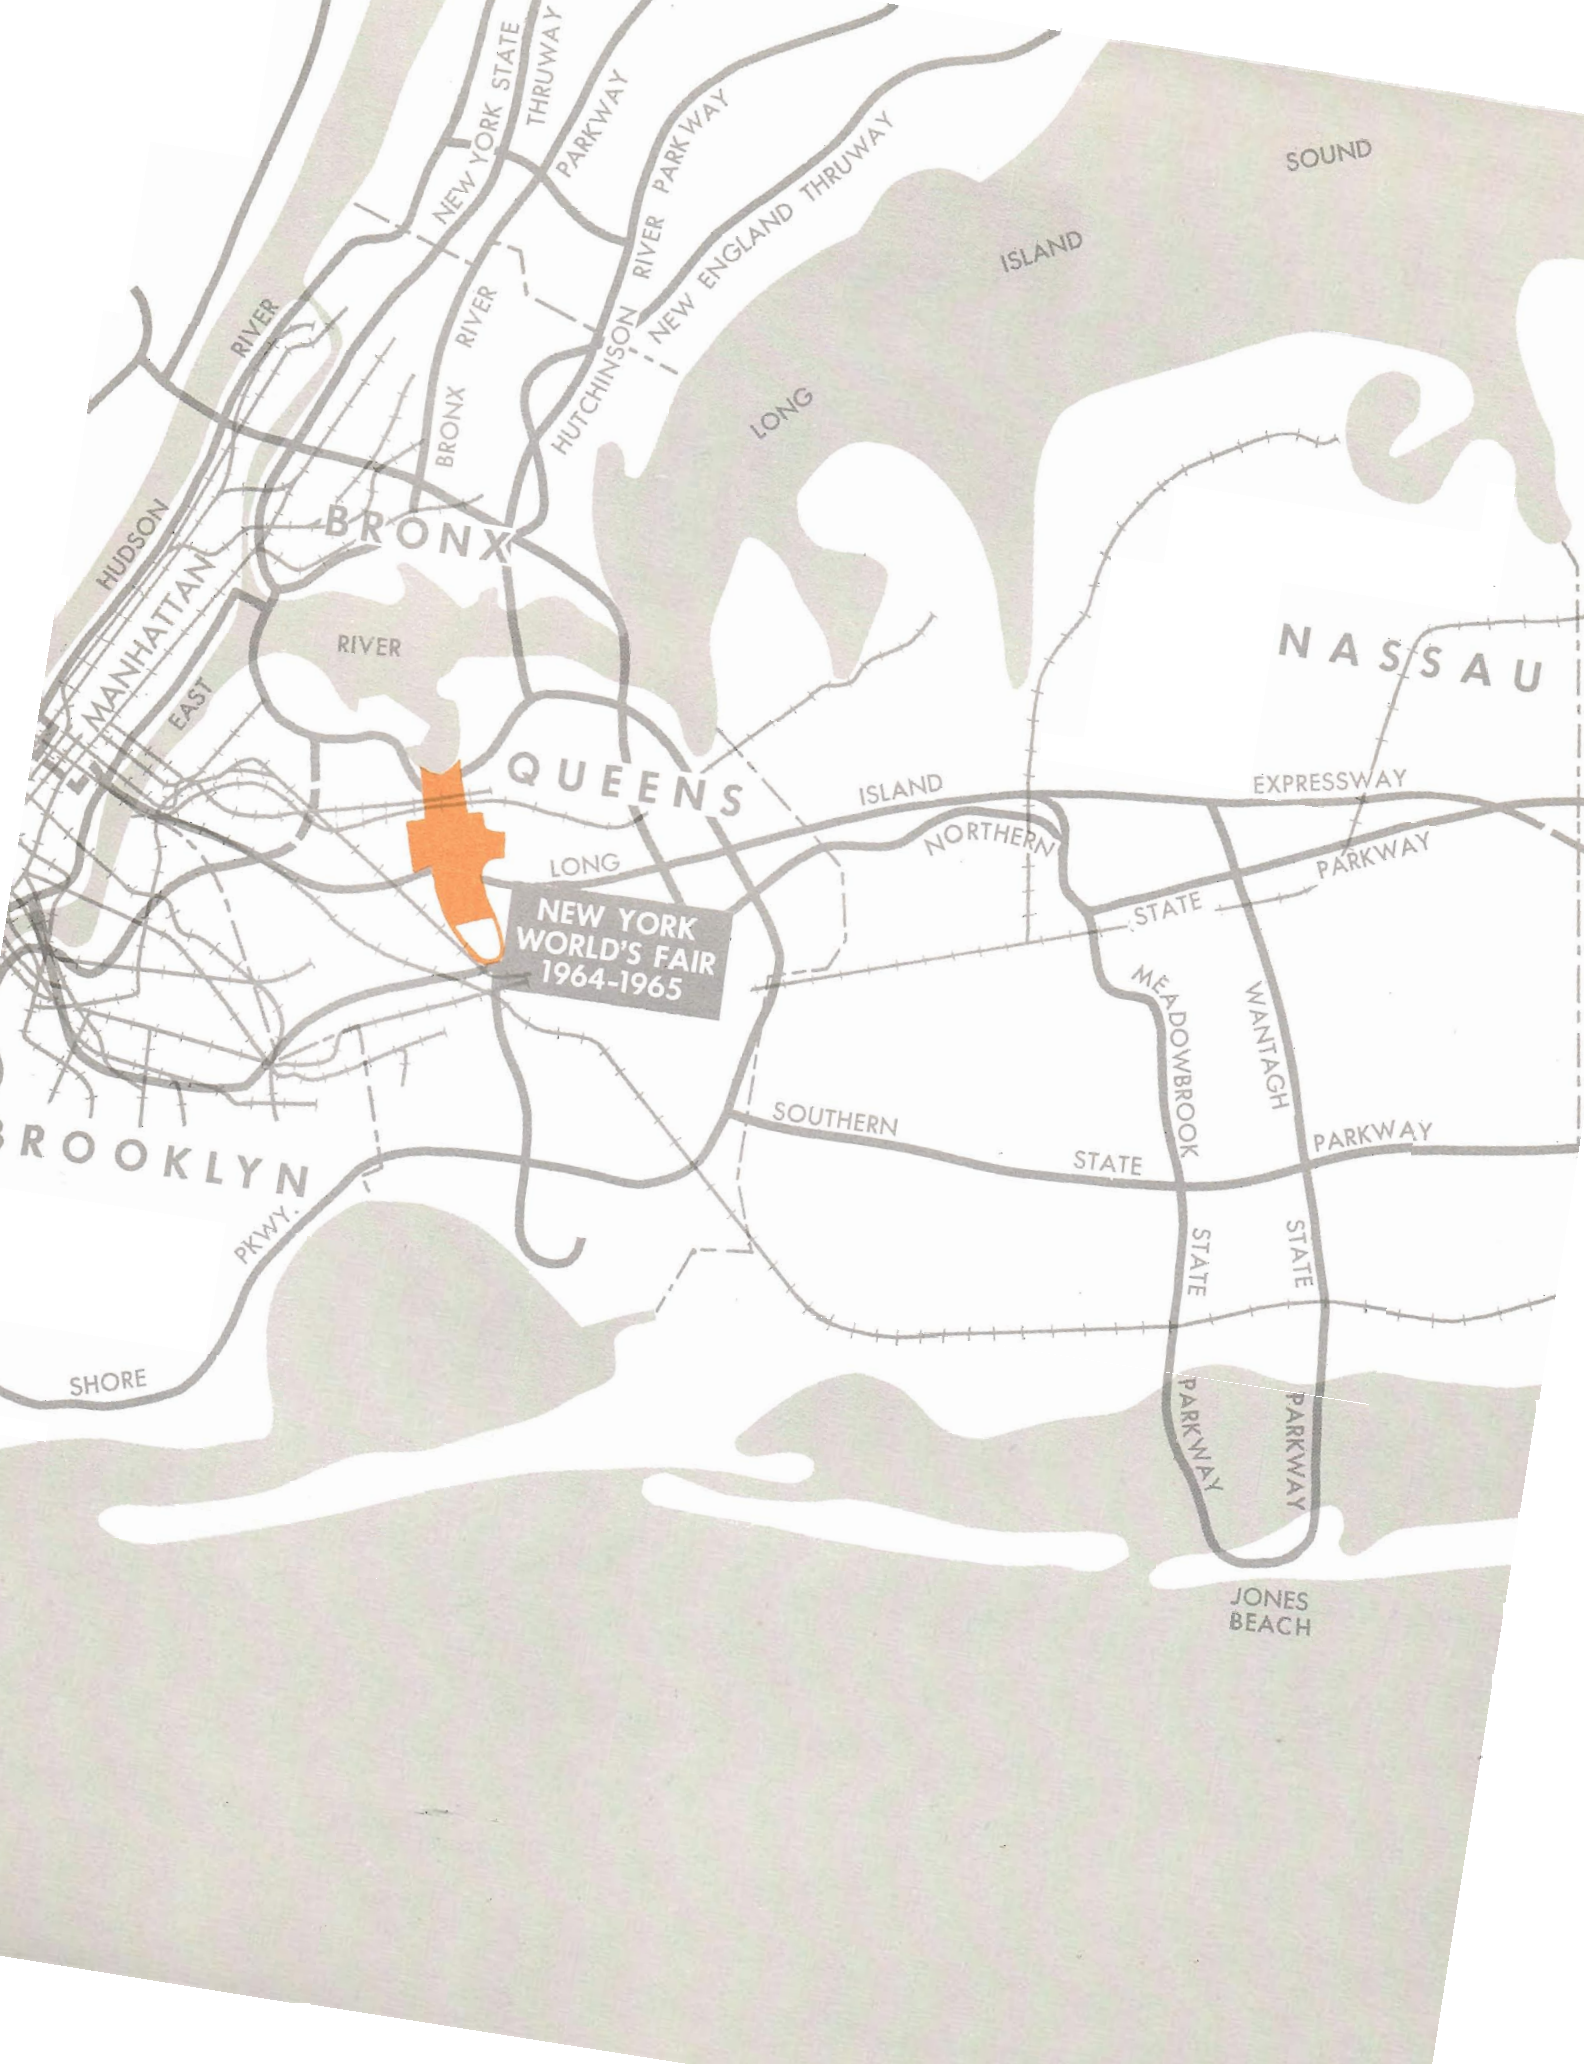 NEW YORK STATE
THRUWAY
PARKWAY
RIVER PARKWAY
NEW ENGLAND THRUWAY
SOUND
ISLAND
LONG
RIVER
BRONX RIVER
HUTCHINSON
HUDSON
BRONX
MANHATTAN
RIVER
EAST
NASSAU
QUEENS
ISLAND
EXPRESSWAY
LONG
NORTHERN
PARKWAY
STATE
NEW YORK
WORLD'S FAIR
1964-1965
MEADOWBROOK
WANTAGH
SOUTHERN
STATE
PARKWAY
BROOKLYN
PKWY.
STATE
STATE
SHORE
PARKWAY
PARKWAY
JONES
BEACH